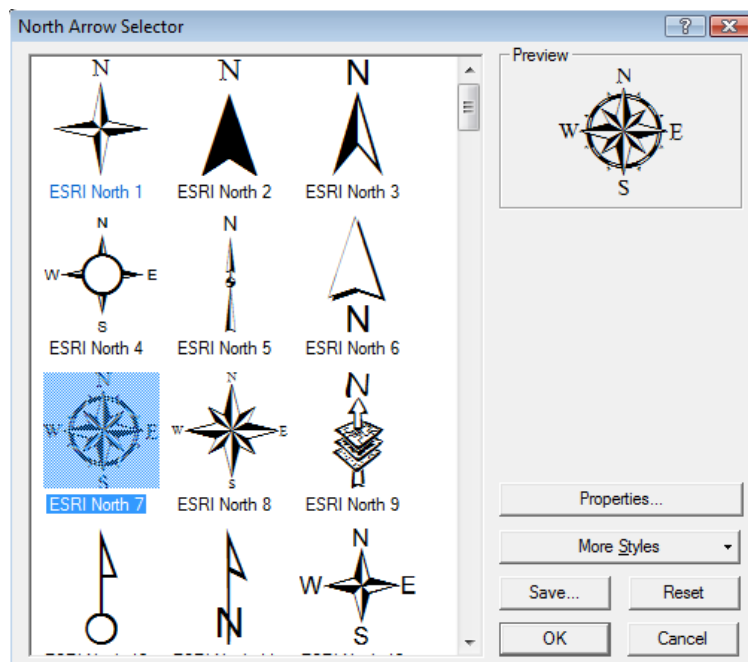 North Arrow Selector
Preview
N N N
N
W E
S
ESRI North 1 ESRI North 2 ESRI North 3
N N
W E
S N
ESRI North 4 ESRI North 5 ESRI North 6
N N N
W E W E
S S
ESRI North 7 ESRI North 8 ESRI North 9
Properties...
N
More Styles
W E
N S
Save... Reset
OK Cancel